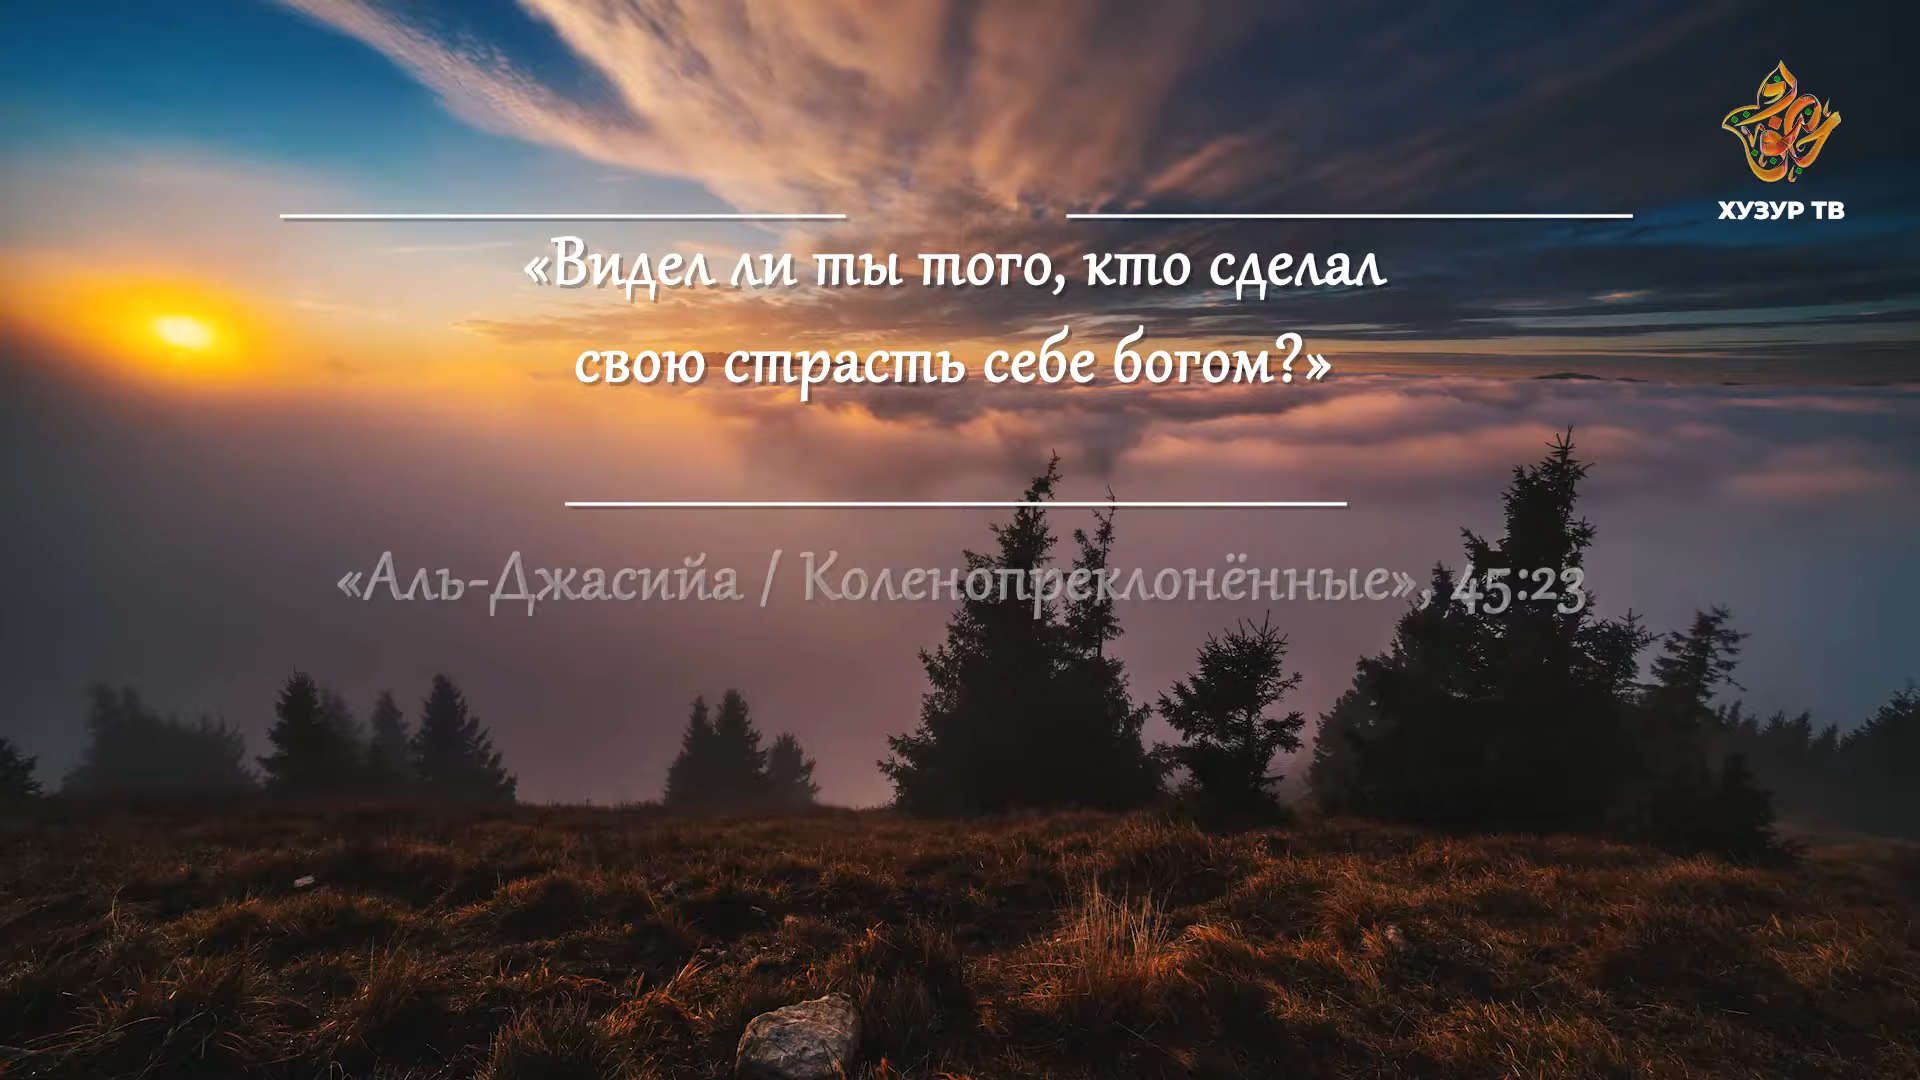 ХУЗУР ТВ
«Видел ли ты того, кто сделал
свою страсть себе богом?»
«Аль-Джасийа / Коленопреклонённые», 45:23